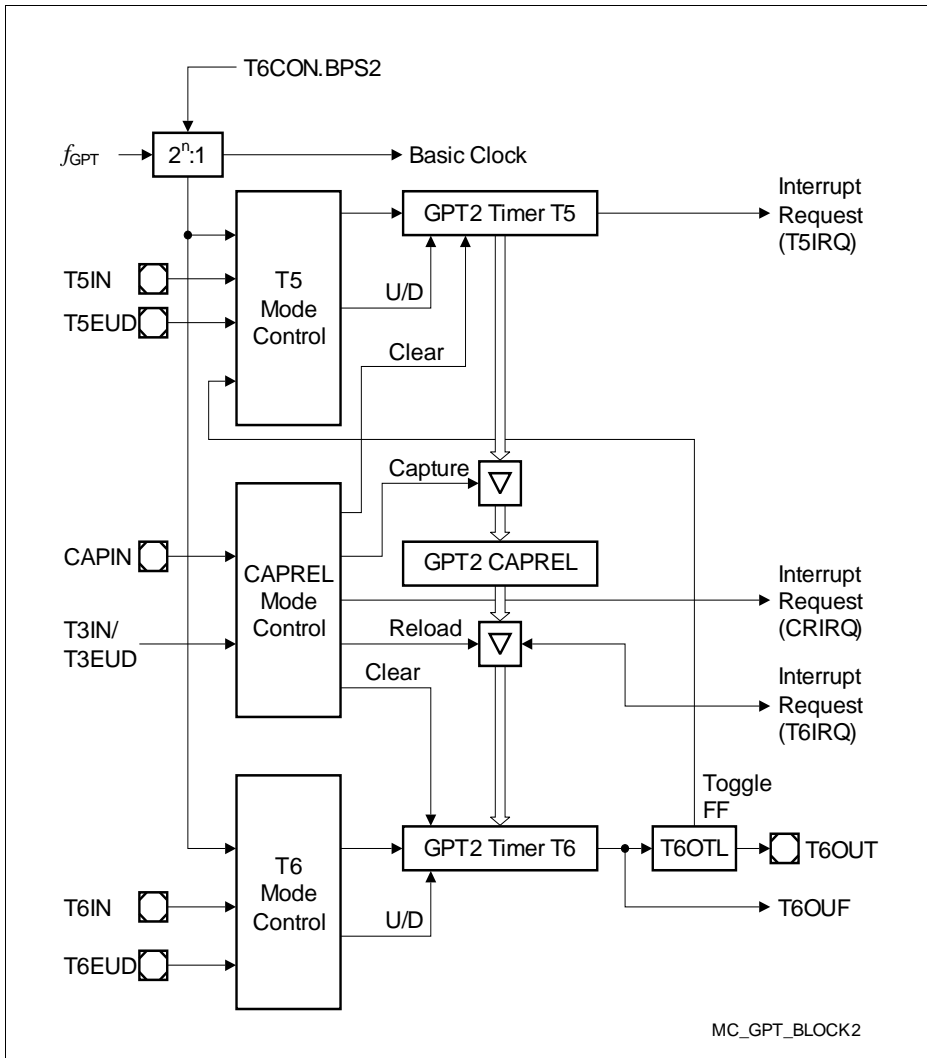 T6CON.BPS2
fGPT
2n:1
Basic Clock
Interrupt
Request
(T5IRQ)
GPT2 Timer T5
T5
Mode
Control
T5IN
U/D
T5EUD
Clear
Capture
CAPIN
CAPREL
Mode
Control
GPT2 CAPREL
Interrupt
Request
(CRIRQ)
T3IN/
T3EUD
Reload
Clear
Interrupt
Request
(T6IRQ)
Toggle
FF
T6
Mode
Control
GPT2 Timer T6
T6OTL
T6OUT
T6IN
U/D
T6OUF
T6EUD
MC_GPT_BLOCK2